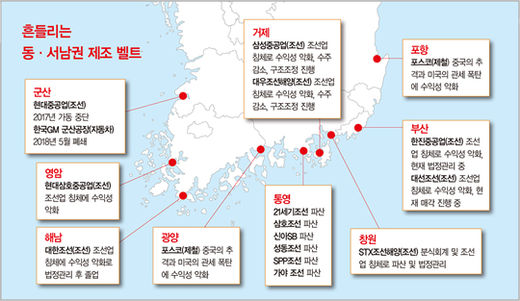 흔들리는
동·서남권 제조 벨트
군산
현대중공업(조선)
2017년 가동 중단
한국GM 군산공장(자동차)
2018년 5월 폐쇄
영암
현대삼호중공업(조선)
조선업 침체에 수익성
악화
해남
대한조선(조선) 조선업
침체에 수익성 악화로
법정관리 후 졸업
광양
포스코(제철) 중국의 추
격과 미국의 관세 폭탄
에 수익성 악화
거제
삼성중공업(조선) 조선업
침체로 수익성 악화, 수주
감소, 구조조정 진행
대우조선해양(조선) 조선업
침체로 수익성 악화, 수주
감소, 구조조정 진행
통영
21세기조선 파산
삼호조선 파산
신아SB 파산
성동조선 파산
SPP조선 파산
가야 조선 파산
포항
포스코(제철) 중국의 추
격과 미국의 관세 폭탄
에 수익성 악화
부산
한진중공업(조선) 조선
업 침체로 수익성 악화,
현재 법정관리 중
대선조선(조선) 조선업
침체로 수익성 악화, 현
재 매각 진행 중
창원
STX조선해양(조선) 분식회계 및 조선
업 침체로 파산 및 법정관리